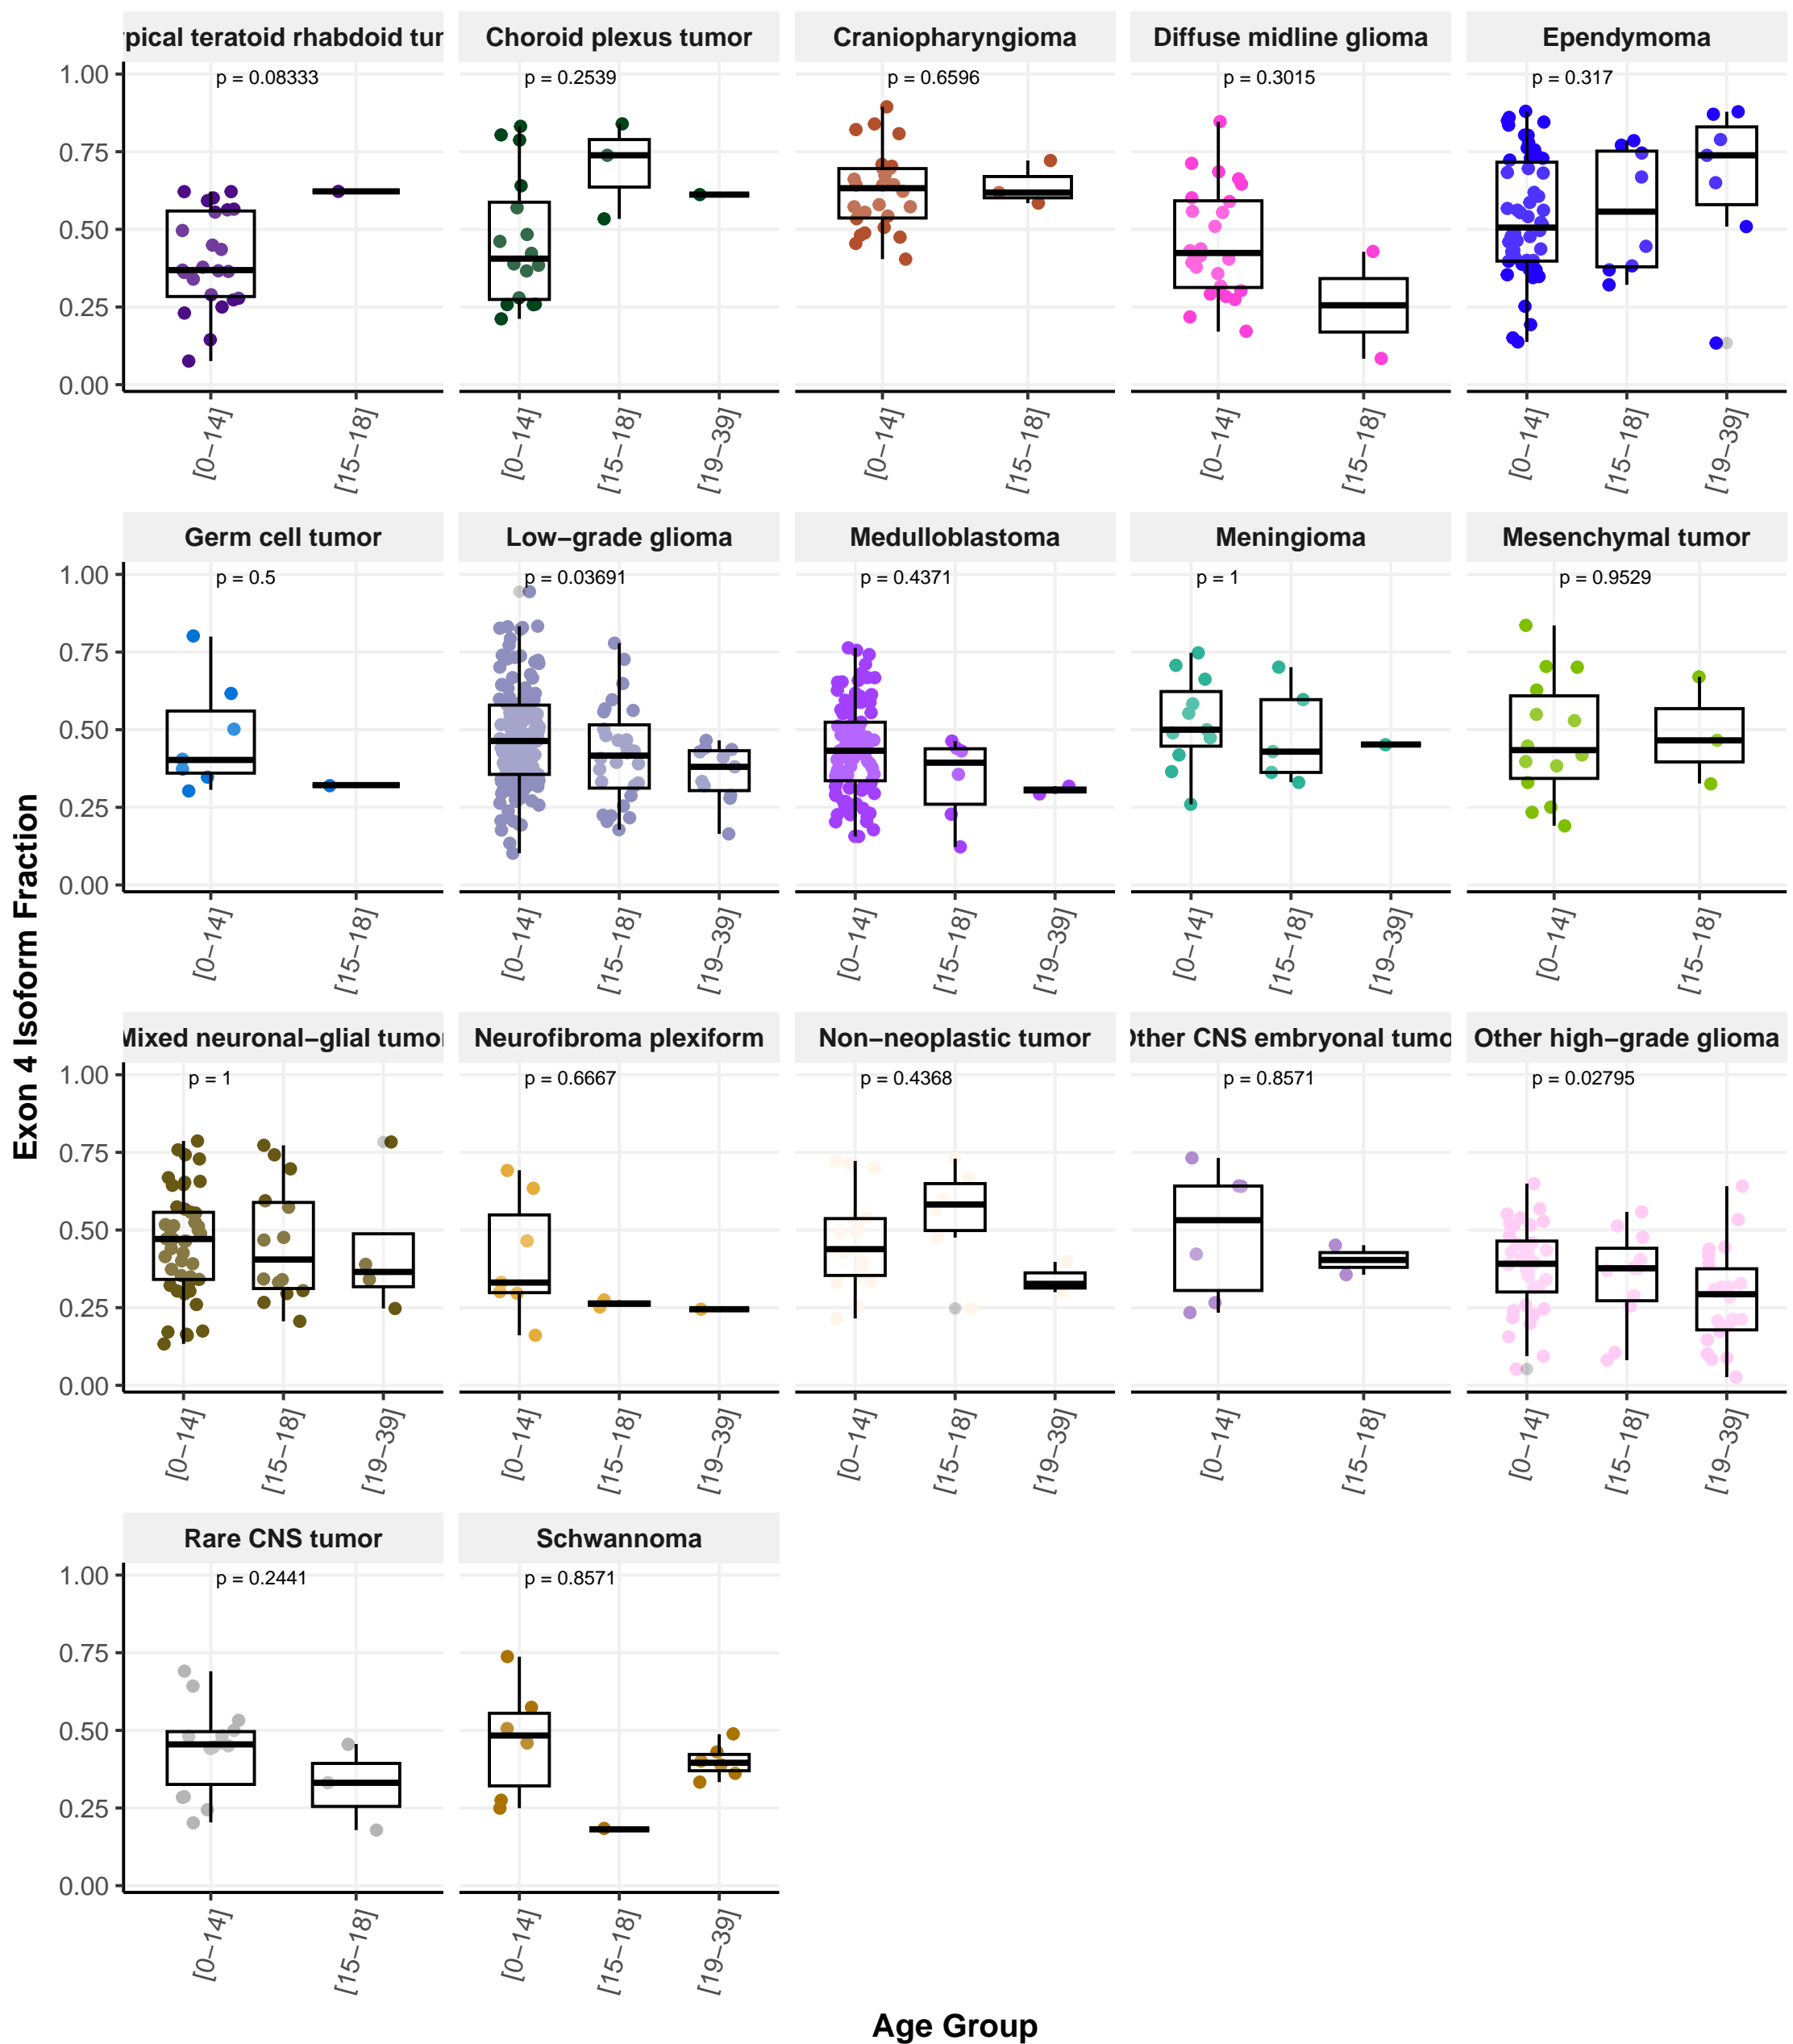 pical teratoid rhabdoid tur
Choroid plexus tumor
Craniopharyngioma
Diffuse midline glioma
Ependymoma
p = 0.08333
p = 0.2539
p = 0.6596
p = 0.3015
p = 0.317
1.00
0.75
0.50
0.25
0.00
[0–14]
[15–18]
[0–14]
[15–18]
[19–39]
[0–14]
[15–18]
[0–14]
[15–18]
[0–14]
[15–18]
[19–39]
Germ cell tumor
Low–grade glioma
Medulloblastoma
Meningioma
Mesenchymal tumor
p = 0.5
p = 0.03691
p = 0.4371
p = 1
p = 0.9529
1.00
0.75
0.50
0.25
0.00
[0–14]
[15–18]
[0–14]
[15–18]
[19–39]
[0–14]
[15–18]
[19–39]
[0–14]
[15–18]
[19–39]
[0–14]
[15–18]
Exon 4 Isoform Fraction
Mixed neuronal–glial tumor
Neurofibroma plexiform
Non–neoplastic tumor
Other CNS embryonal tumo
Other high–grade glioma
p = 1
p = 0.6667
p = 0.4368
p = 0.8571
p = 0.02795
1.00
0.75
0.50
0.25
0.00
[0–14]
[15–18]
[19–39]
[0–14]
[15–18]
[19–39]
[0–14]
[15–18]
[19–39]
[0–14]
[15–18]
[0–14]
[15–18]
[19–39]
Rare CNS tumor
Schwannoma
p = 0.2441
p = 0.8571
1.00
0.75
0.50
0.25
0.00
[0–14]
[15–18]
[0–14]
[15–18]
[19–39]
Age Group